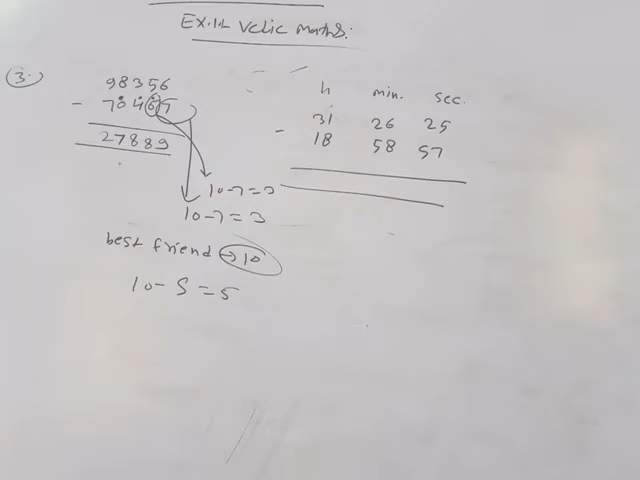 Ex.1.1 Vedic maths.
3.
98356
- 70467
27889
10-7=3
10-7=3
best friend → 10
10-5=5
h min. sec.
31 26 25
- 18 58 57